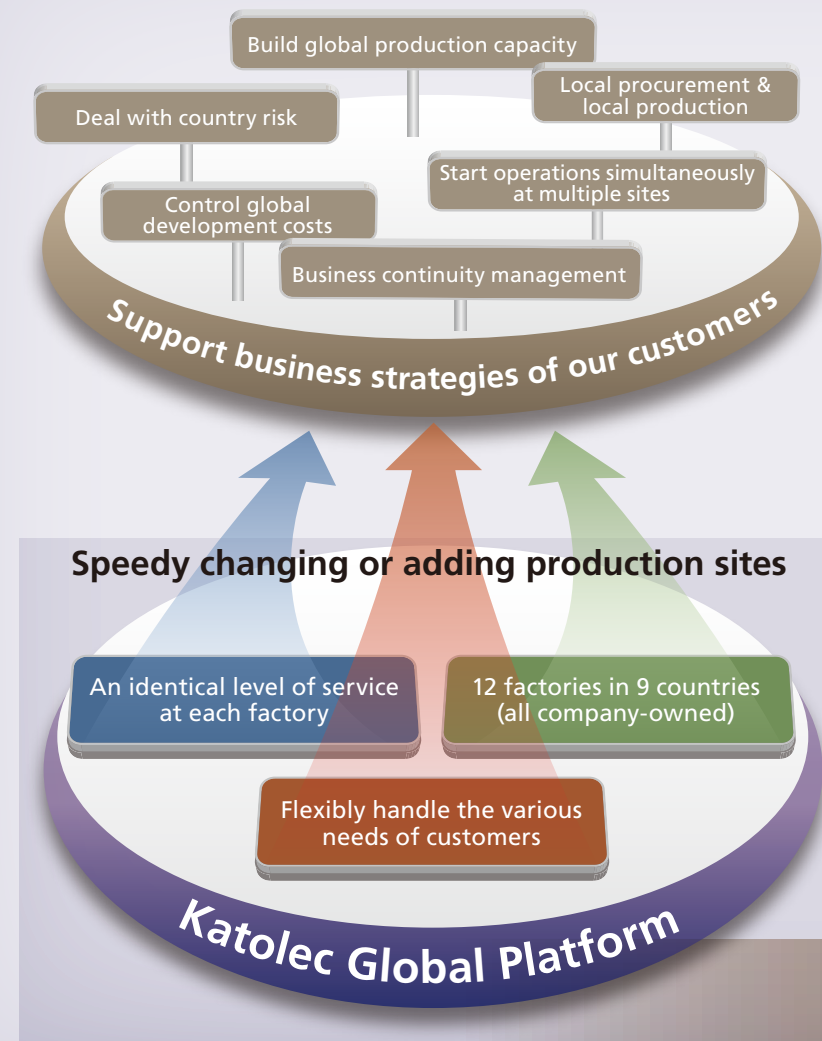 Build global production capacity
Local procurement &
local production
Deal with country risk
Start operations simultaneously
at multiple sites
Control global
development costs
Business continuity management
Support business strategies of our customers
Speedy changing or adding production sites
An identical level of service
at each factory
12 factories in 9 countries
(all company-owned)
Flexibly handle the various
needs of customers
Katolec Global Platform